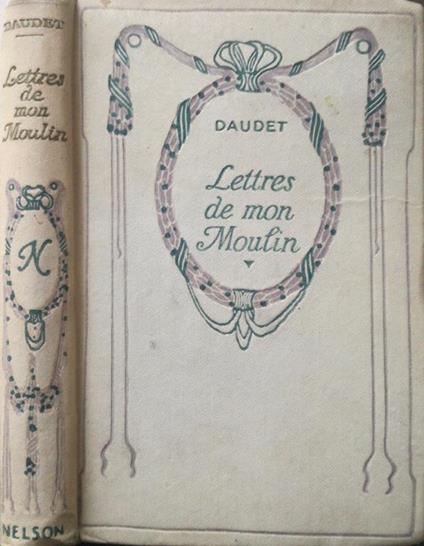 DAUDET
Lettres
de
mon
Moulin
N
NELSON
DAUDET
Lettres
de mon
Moulin